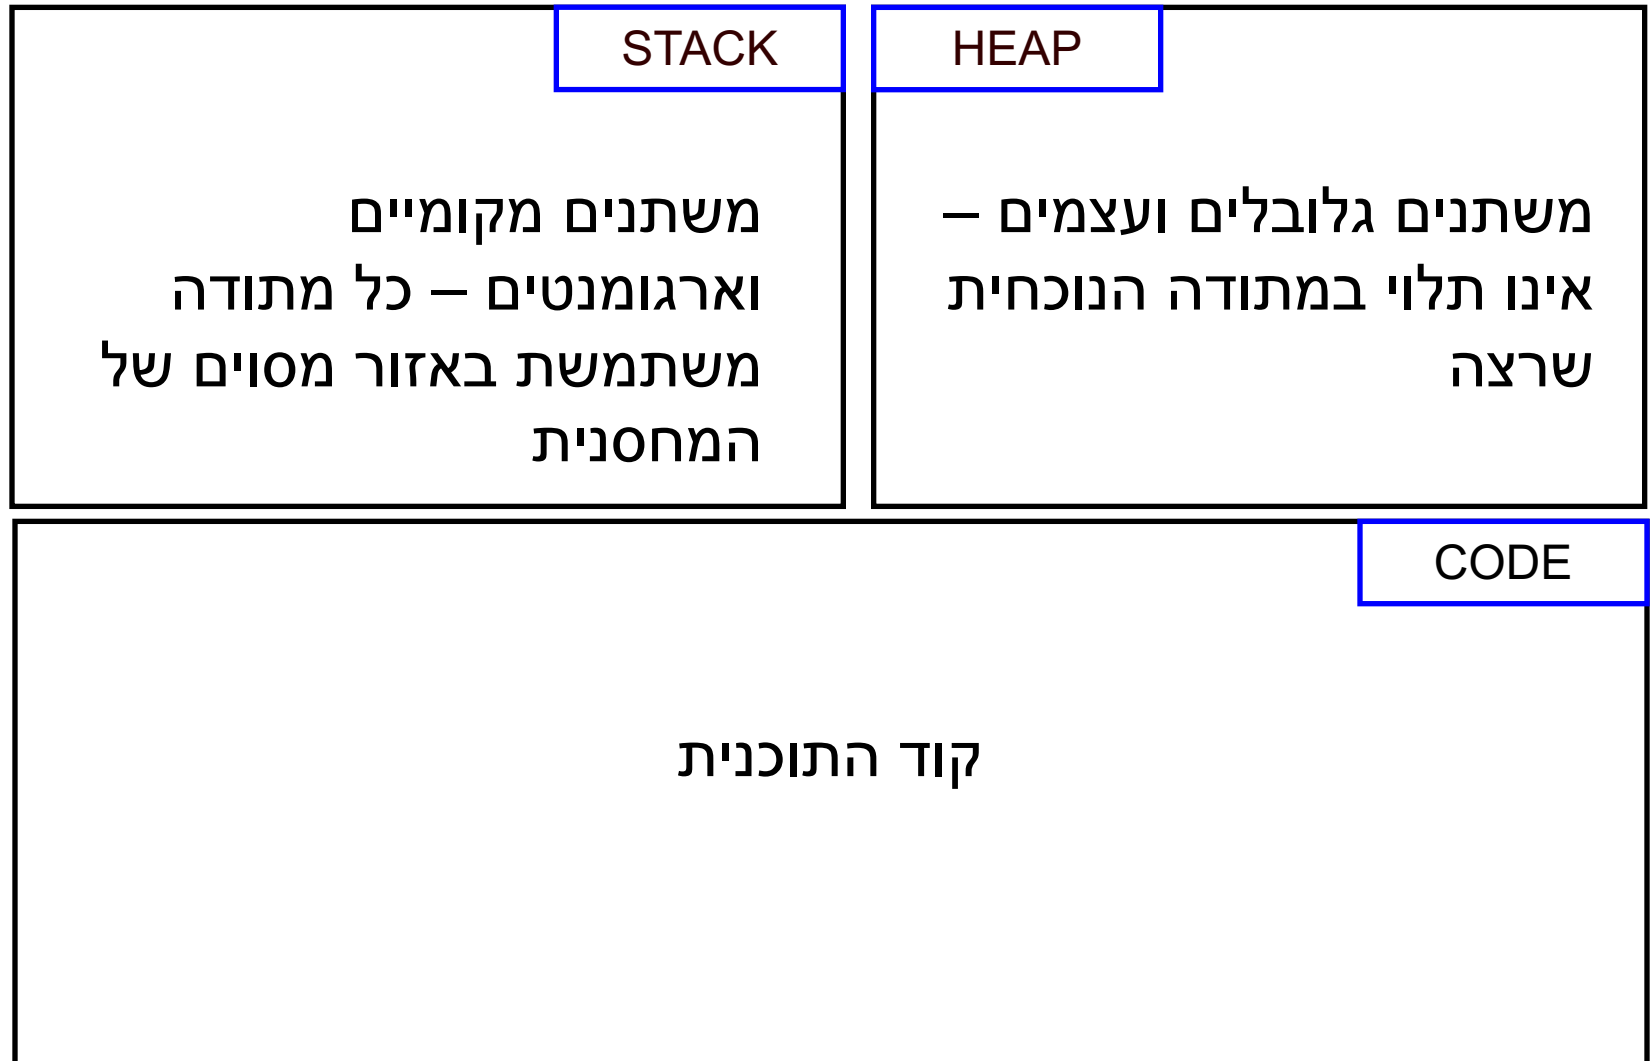 STACK
משתנים מקומיים
וארגומנטים – כל מתודה
משתמשת באזור מסוים של
המחסנית
HEAP
משתנים גלובלים ועצמים –
אינו תלוי במתודה הנוכחית
שרצה
CODE
קוד התוכנית